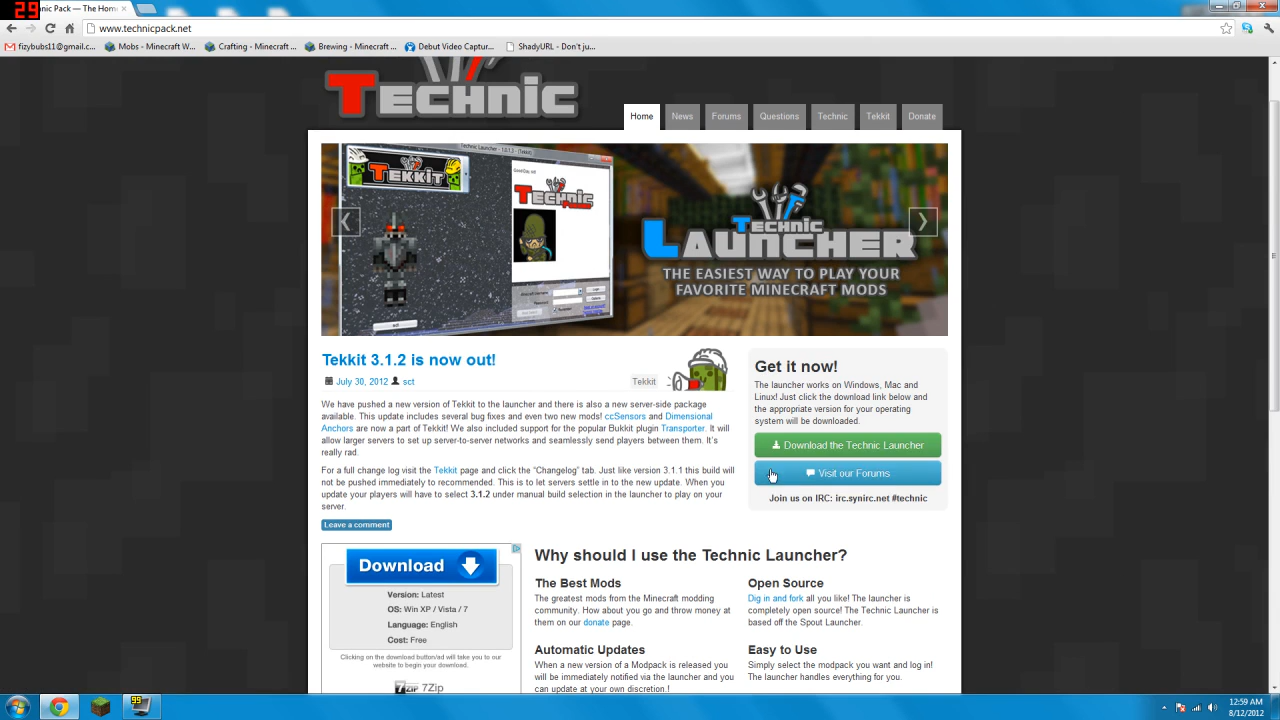 29
nic Pack — The Hom
www.technicpack.net
fizybubs11@gmail.c...
Mobs - Minecraft W...
Crafting - Minecraft ...
Brewing - Minecraft ...
Debut Video Captur...
ShadyURL - Don't ju...
TECHNIC
Home
News
Forums
Questions
Technic
Tekkit
Donate
TEKKIT
TECHNIC
TECHNIC
LAUNCHER
THE EASIEST WAY TO PLAY YOUR
FAVORITE MINECRAFT MODS
Tekkit 3.1.2 is now out!
July 30, 2012 sct
Tekkit
We have pushed a new version of Tekkit to the launcher and there is also a new server-side package
available. This update includes several bug fixes and even two new mods! ccSensors and Dimensional
Anchors are now a part of Tekkit! We also included support for the popular Bukkit plugin Transporter. It will
allow larger servers to set up server-to-server networks and seamlessly send players between them. It's
really rad.
For a full change log visit the Tekkit page and click the “Changelog” tab. Just like version 3.1.1 this build will
not be pushed immediately to recommended. This is to let servers settle in to the new update. When you
update your players will have to select 3.1.2 under manual build selection in the launcher to play on your
server.
Leave a comment
Get it now!
The launcher works on Windows, Mac and
Linux! Just click the download link below and
the appropriate version for your operating
system will be downloaded.
Download the Technic Launcher
Visit our Forums
Join us on IRC: irc.synirc.net #technic
Download
Version: Latest
OS: Win XP / Vista / 7
Language: English
Cost: Free
Clicking on the download button/ad will take you to our
website to begin your download.
7ZIP 7Zip
Why should I use the Technic Launcher?
The Best Mods
The greatest mods from the Minecraft modding
community. How about you go and throw money at
them on our donate page.
Open Source
Dig in and fork all you like! The launcher is
completely open source! The Technic Launcher is
based off the Spout Launcher.
Automatic Updates
When a new version of a Modpack is released you
will be immediately notified via the launcher and you
can update at your own discretion.!
Easy to Use
Simply select the modpack you want and log in!
The launcher handles everything for you.
99
12:59 AM
8/12/2012